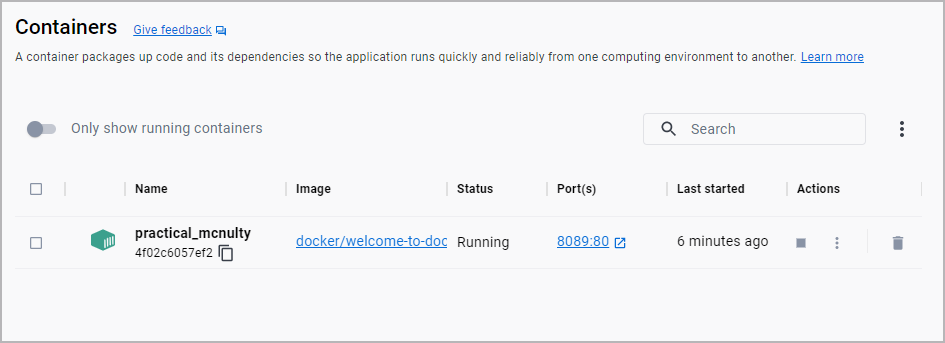 Containers Give feedback
A container packages up code and its dependencies so the application runs quickly and reliably from one computing environment to another. Learn more
Only show running containers
Search
Name Image Status Port(s) Last started Actions
practical_mcnulty
4f02c6057ef2
docker/welcome-to-doc Running 8089:80 6 minutes ago